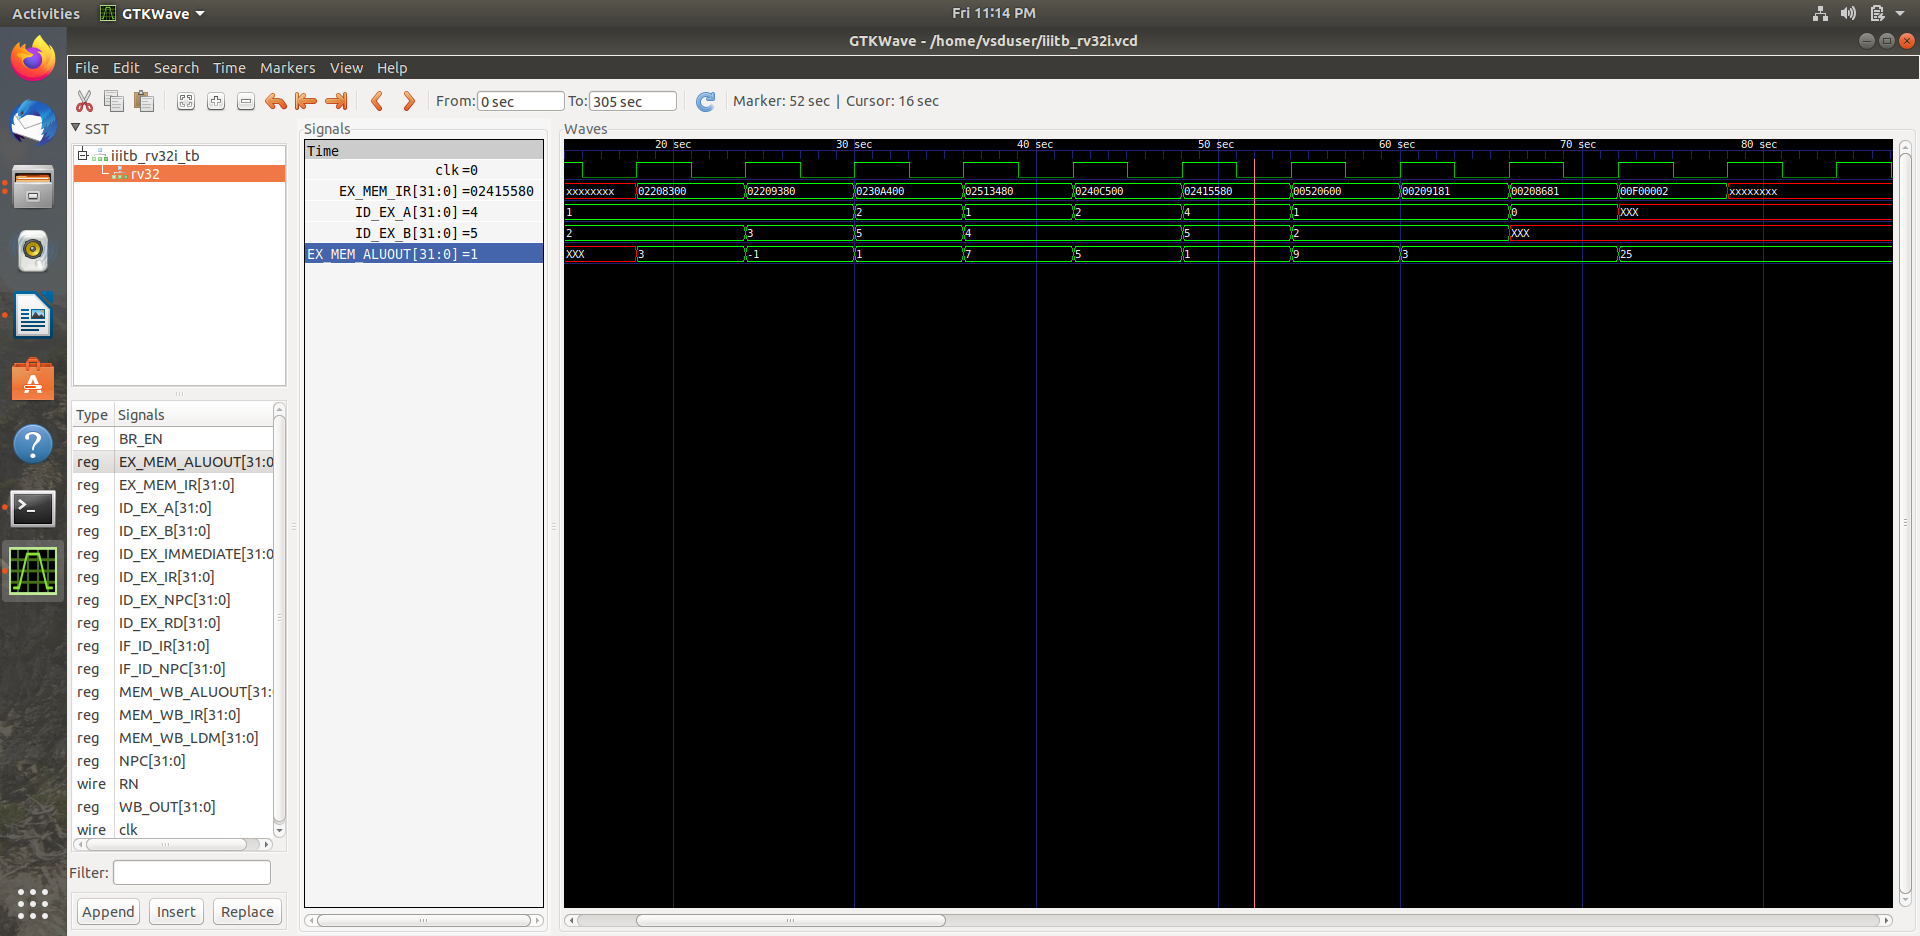 Activities GTKWave Fri 11:14 PM
GTKWave - /home/vsduser/iiitb_rv32i.vcd
File Edit Search Time Markers View Help
From: 0 sec To: 305 sec Marker: 52 sec | Cursor: 16 sec
SST
iiitb_rv32i_tb
rv32
Type Signals
reg BR_EN
reg EX_MEM_ALUOUT[31:0
reg EX_MEM_IR[31:0]
reg ID_EX_A[31:0]
reg ID_EX_B[31:0]
reg ID_EX_IMMEDIATE[31:0
reg ID_EX_IR[31:0]
reg ID_EX_NPC[31:0]
reg ID_EX_RD[31:0]
reg IF_ID_IR[31:0]
reg IF_ID_NPC[31:0]
reg MEM_WB_ALUOUT[31:
reg MEM_WB_IR[31:0]
reg MEM_WB_LDM[31:0]
reg NPC[31:0]
wire RN
reg WB_OUT[31:0]
wire clk
Filter:
Append Insert Replace
Signals
Time
clk =0
EX_MEM_IR[31:0] =02415580
ID_EX_A[31:0] =4
ID_EX_B[31:0] =5
EX_MEM_ALUOUT[31:0] =1
Waves
20 sec 30 sec 40 sec 50 sec 60 sec 70 sec 80 sec
xxxxxxxx 02208300 02209380 0230A400 02513480 0240C500 02415580 00520600 00209181 00208681 00F00002 xxxxxxxx
1 2 1 2 4 1 0 XXX
2 3 5 4 5 2 XXX
XXX 3 -1 1 7 5 1 9 3 25